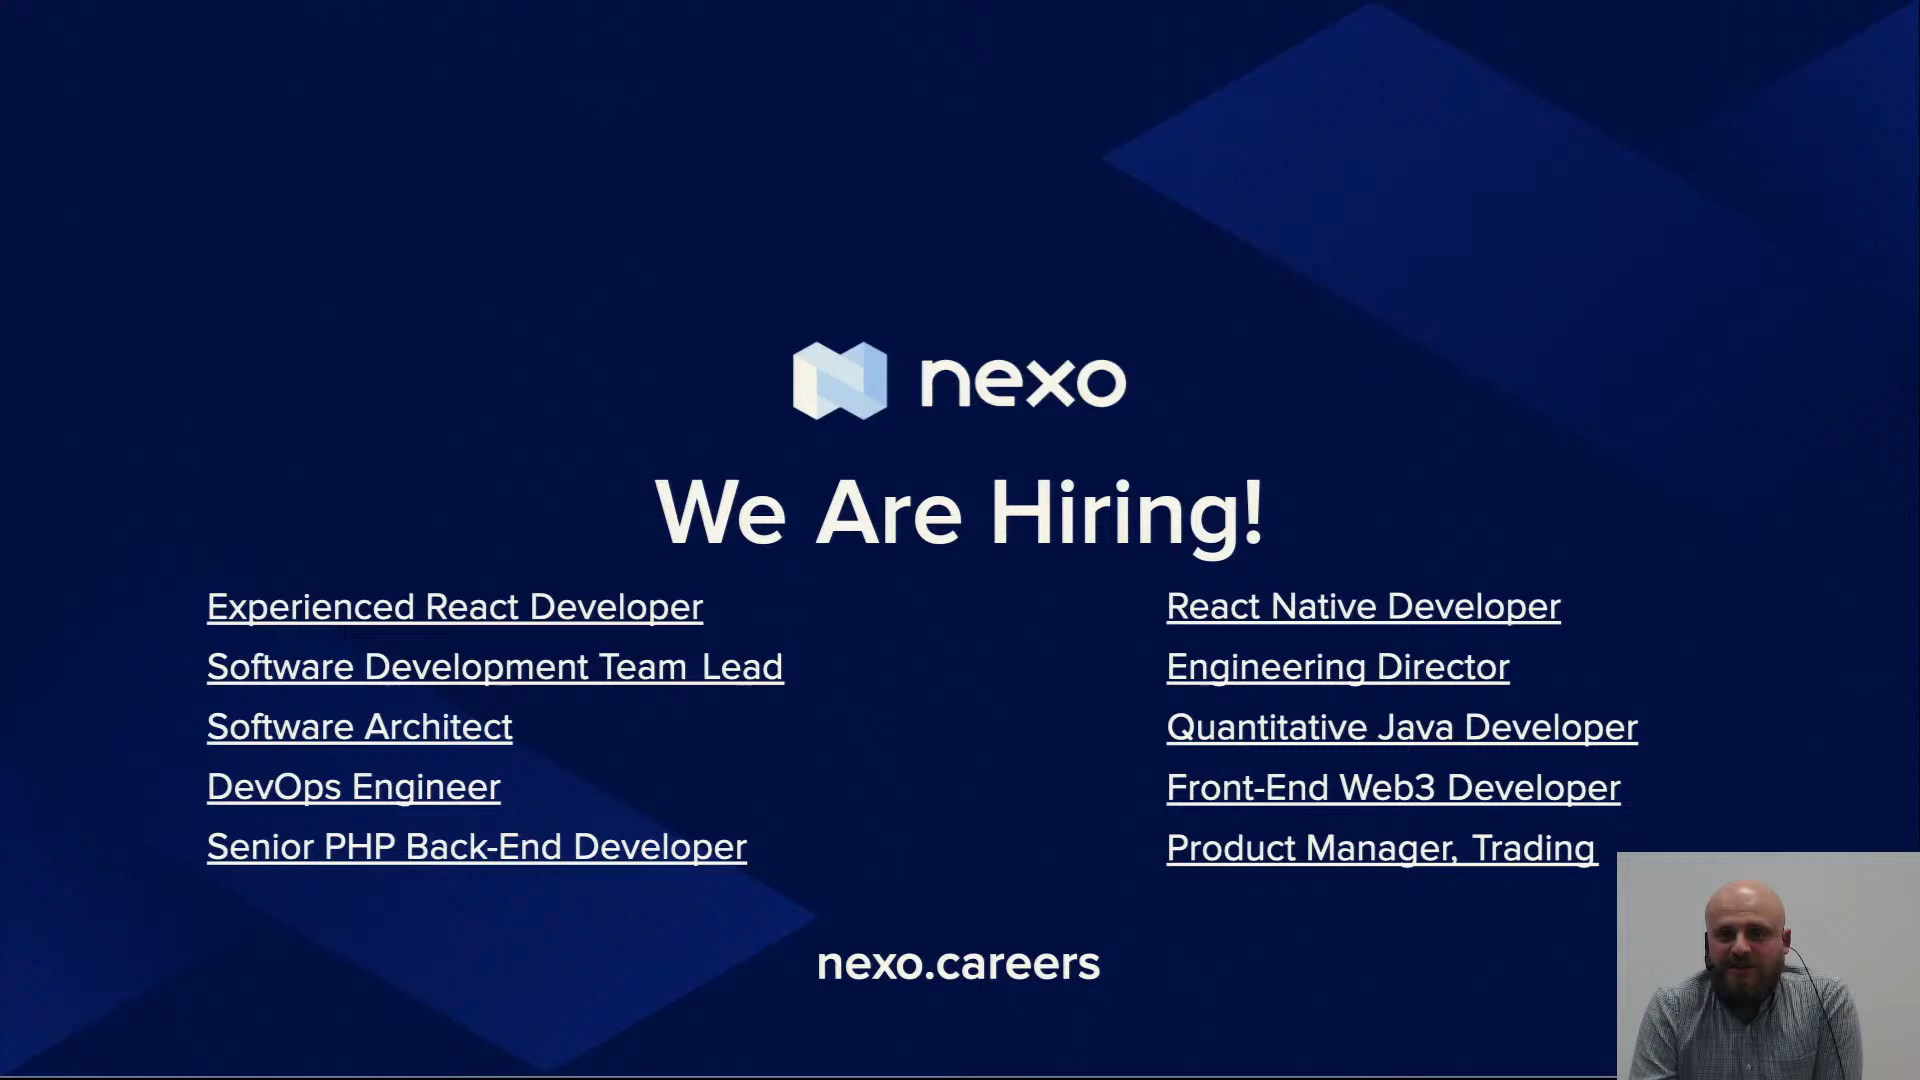 nexo
We Are Hiring!
Experienced React Developer
Software Development Team Lead
Software Architect
DevOps Engineer
Senior PHP Back-End Developer
React Native Developer
Engineering Director
Quantitative Java Developer
Front-End Web3 Developer
Product Manager, Trading
nexo.careers